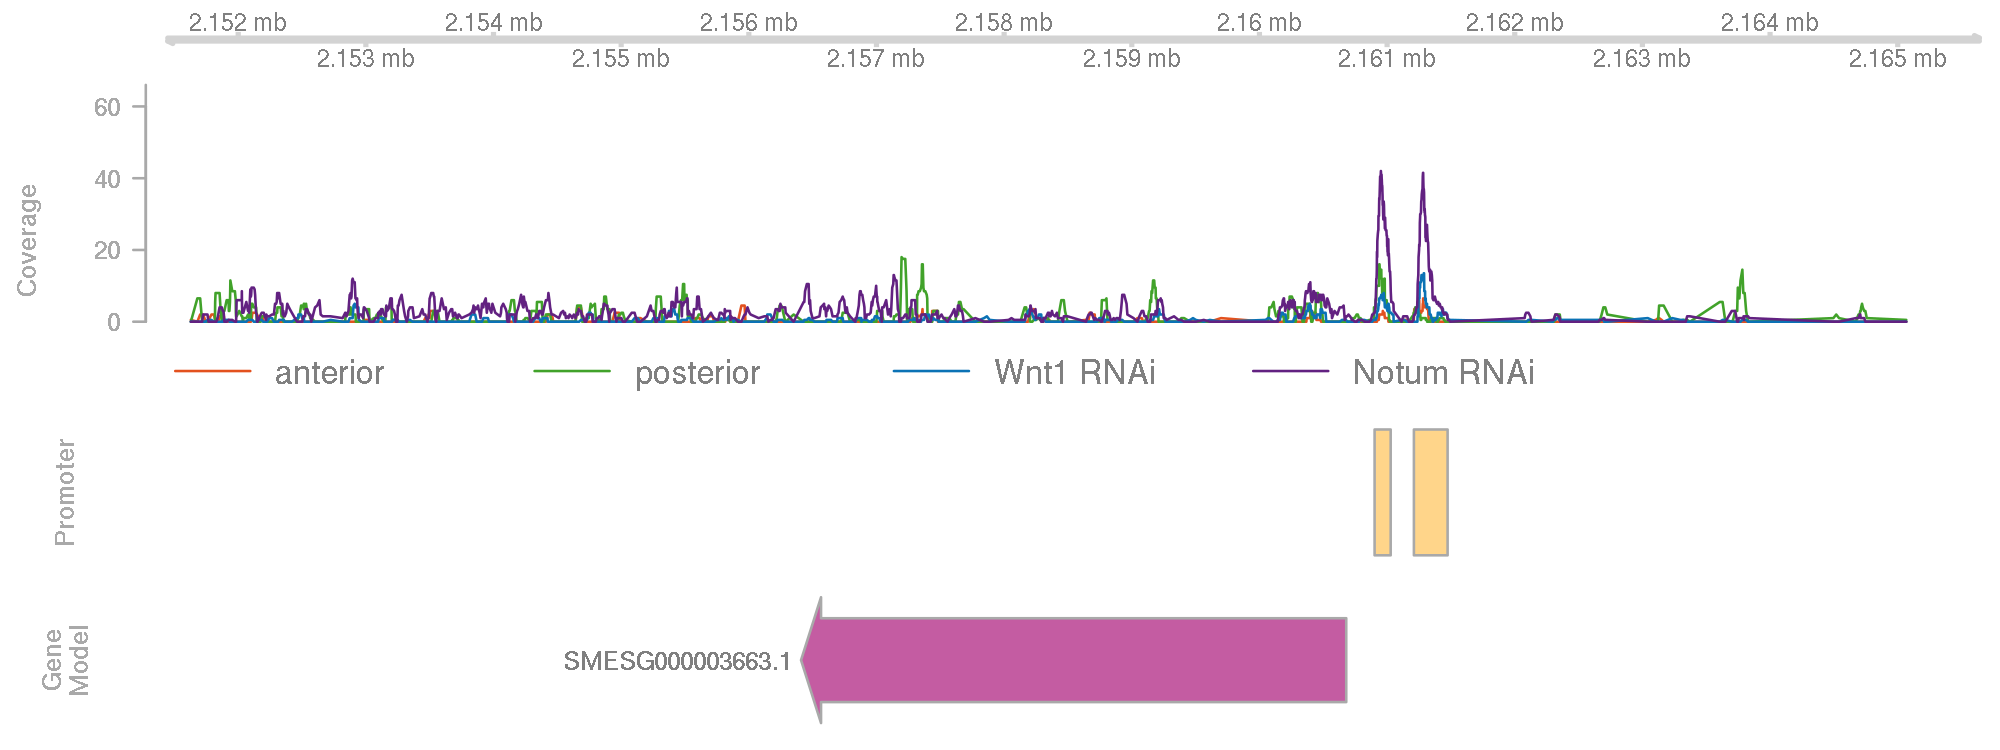 2.152 mb 2.154 mb 2.156 mb 2.158 mb 2.16 mb 2.162 mb 2.164 mb
2.153 mb 2.155 mb 2.157 mb 2.159 mb 2.161 mb 2.163 mb 2.165 mb
Coverage
60
40
20
0
anterior posterior Wnt1 RNAi Notum RNAi
Promoter
Gene
Model
SMESG000003663.1